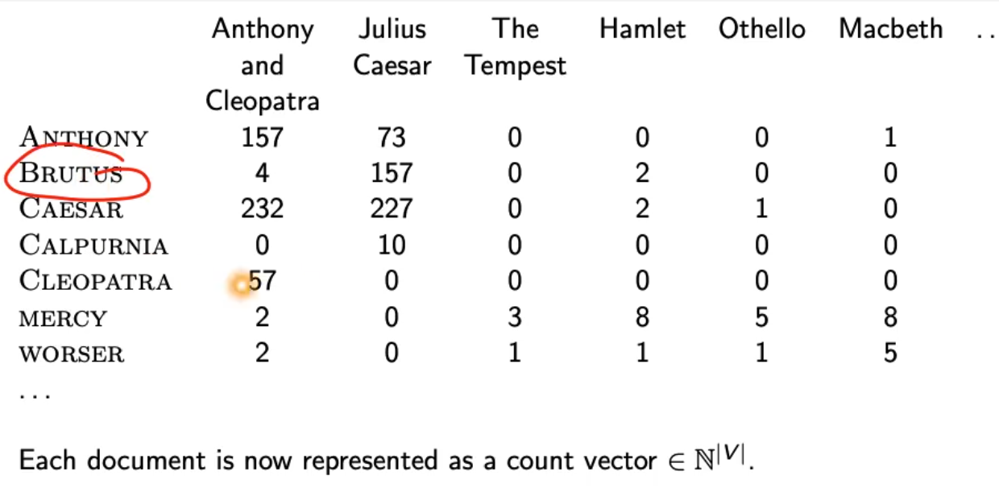 Anthony Julius The Hamlet Othello Macbeth ..
and Caesar Tempest
Cleopatra
ANTHONY 157 73 0 0 0 1
BRUTUS 4 157 0 2 0 0
CAESAR 232 227 0 2 1 0
CALPURNIA 0 10 0 0 0 0
CLEOPATRA 57 0 0 0 0 0
MERCY 2 0 3 8 5 8
WORSER 2 0 1 1 1 5
...
Each document is now represented as a count vector ∈ ℕ|V|.